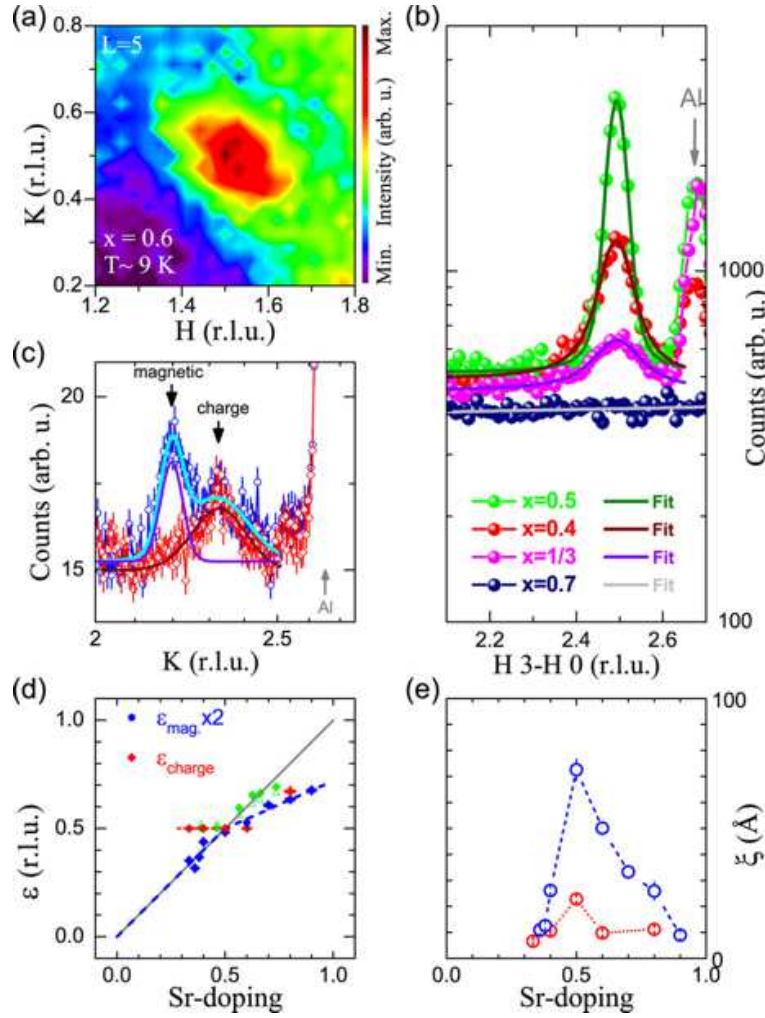 (a)
L=5
x = 0.6
T~ 9 K
0.8
0.6
0.4
0.2
K (r.l.u.)
1.2 1.4 1.6 1.8
H (r.l.u.)
Max.
Intensity (arb. u.)
Min.
(b)
Al
1000
100
Counts (arb. u.)
x=0.5 Fit
x=0.4 Fit
x=1/3 Fit
x=0.7 Fit
2.2 2.4 2.6
H 3-H 0 (r.l.u.)
(c)
magnetic
charge
20
15
Counts (arb. u.)
Al
2 2.5
K (r.l.u.)
(d)
ε mag. x2
ε charge
1.0
0.5
0.0
ε (r.l.u.)
0.0 0.5 1.0
Sr-doping
(e)
100
50
0
ξ (Å)
0.0 0.5 1.0
Sr-doping